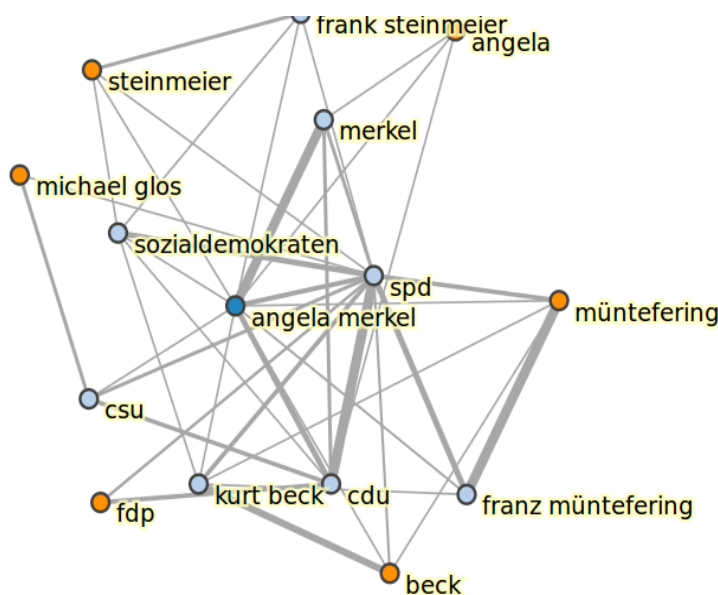 frank steinmeier
angela
steinmeier
merkel
michael glos
sozialdemokraten
spd
angela merkel
müntefering
csu
kurt beck
cdu
franz müntefering
fdp
beck